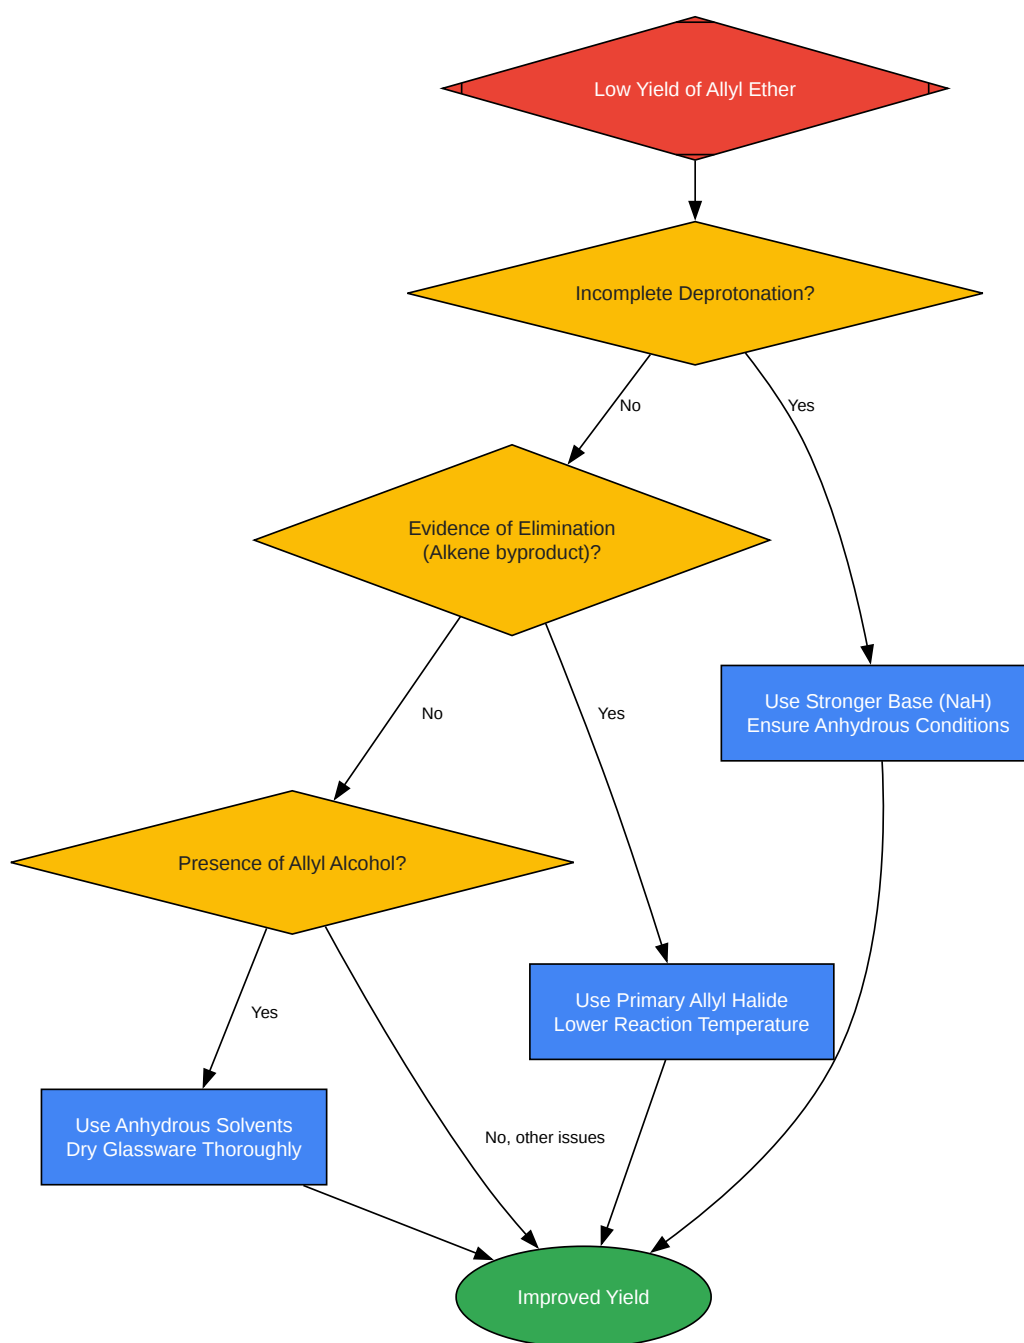 Low Yield of Allyl Ether
Incomplete Deprotonation?
No
Yes
Evidence of Elimination
(Alkene byproduct)?
Use Stronger Base (NaH)
Ensure Anhydrous Conditions
No
Yes
Presence of Allyl Alcohol?
Use Primary Allyl Halide
Lower Reaction Temperature
Yes
Use Anhydrous Solvents
Dry Glassware Thoroughly
No, other issues
Improved Yield